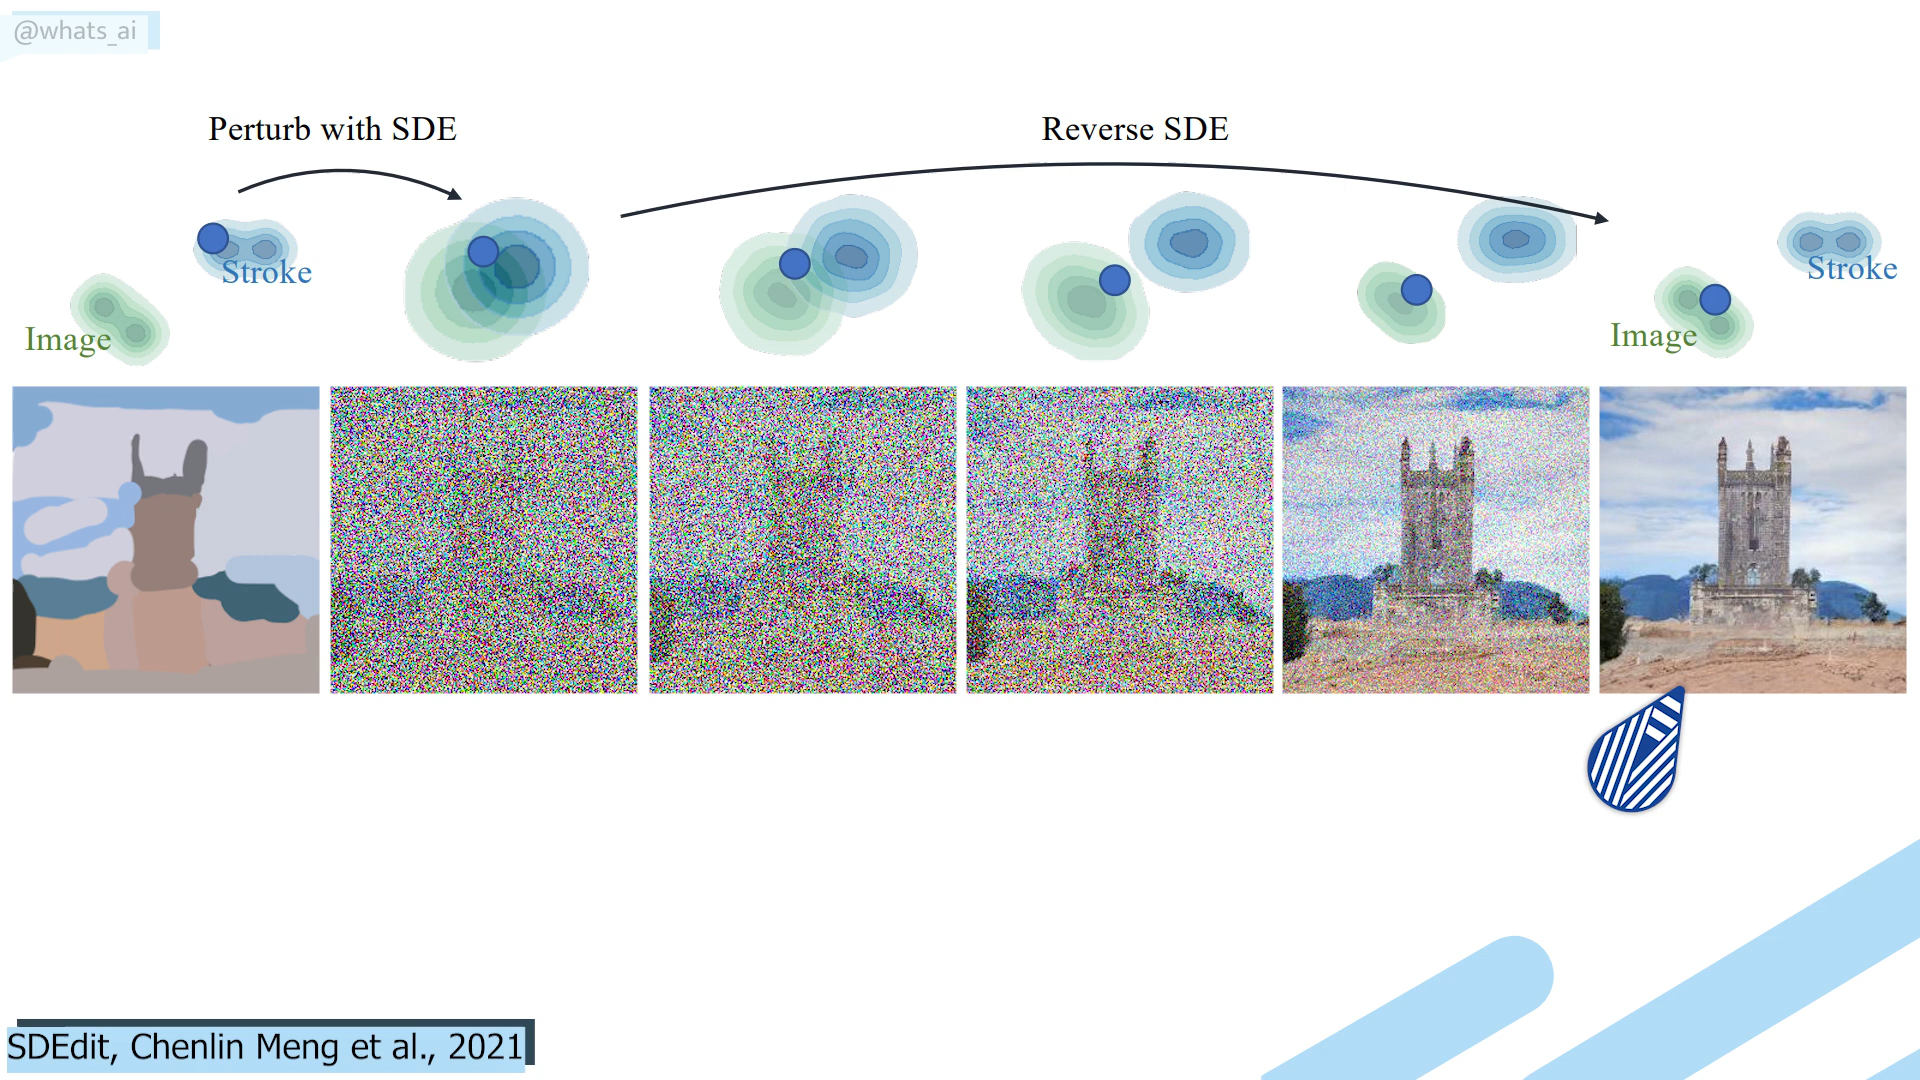 @whats_ai
Perturb with SDE
Reverse SDE
Stroke
Image
Stroke
Image
SDEdit, Chenlin Meng et al., 2021